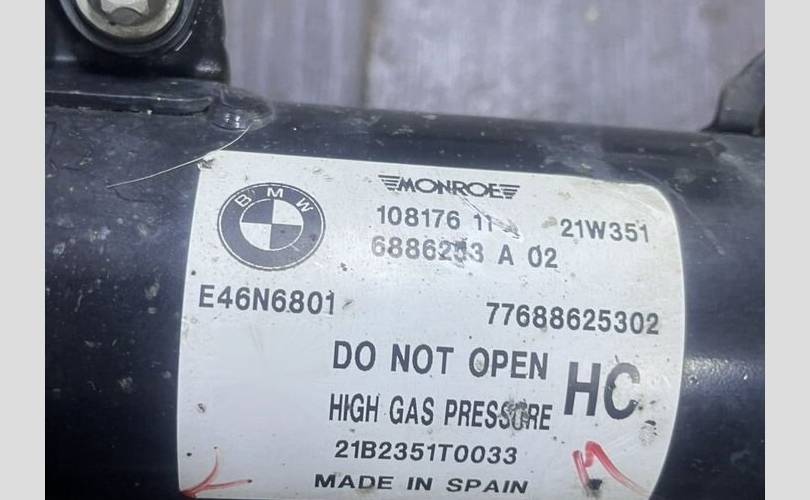 BMW
MONROE
108176 11 21W351
6886253 A 02
E46N6801 77688625302
DO NOT OPEN
HC
HIGH GAS PRESSURE
21B2351T0033
MADE IN SPAIN